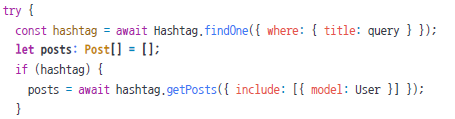 try {
const hashtag = await Hashtag.findOne({ where: { title: query } });
let posts: Post[] = [];
if (hashtag) {
posts = await hashtag.getPosts({ include: [{ model: User }] });
}